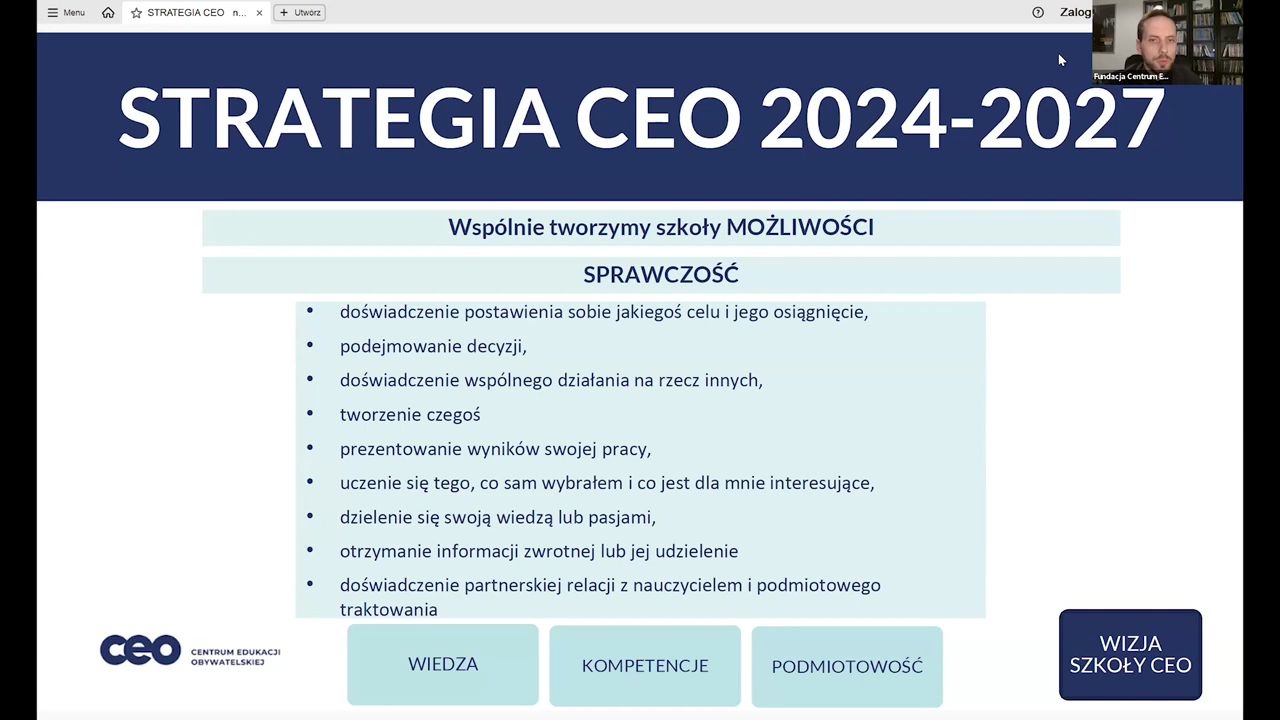 Menu
STRATEGIA CEO n...
Utwórz
Zalog
Fundacja Centrum E...
STRATEGIA CEO 2024-2027
Wspólnie tworzymy szkoły MOŻLIWOŚCI
SPRAWCZOŚĆ
• doświadczenie postawienia sobie jakiegoś celu i jego osiągnięcie,
• podejmowanie decyzji,
• doświadczenie wspólnego działania na rzecz innych,
• tworzenie czegoś
• prezentowanie wyników swojej pracy,
• uczenie się tego, co sam wybrałem i co jest dla mnie interesujące,
• dzielenie się swoją wiedzą lub pasjami,
• otrzymanie informacji zwrotnej lub jej udzielenie
• doświadczenie partnerskiej relacji z nauczycielem i podmiotowego
traktowania
ceo
CENTRUM EDUKACJI
OBYWATELSKIEJ
WIEDZA
KOMPETENCJE
PODMIOTOWOŚĆ
WIZJA
SZKOŁY CEO